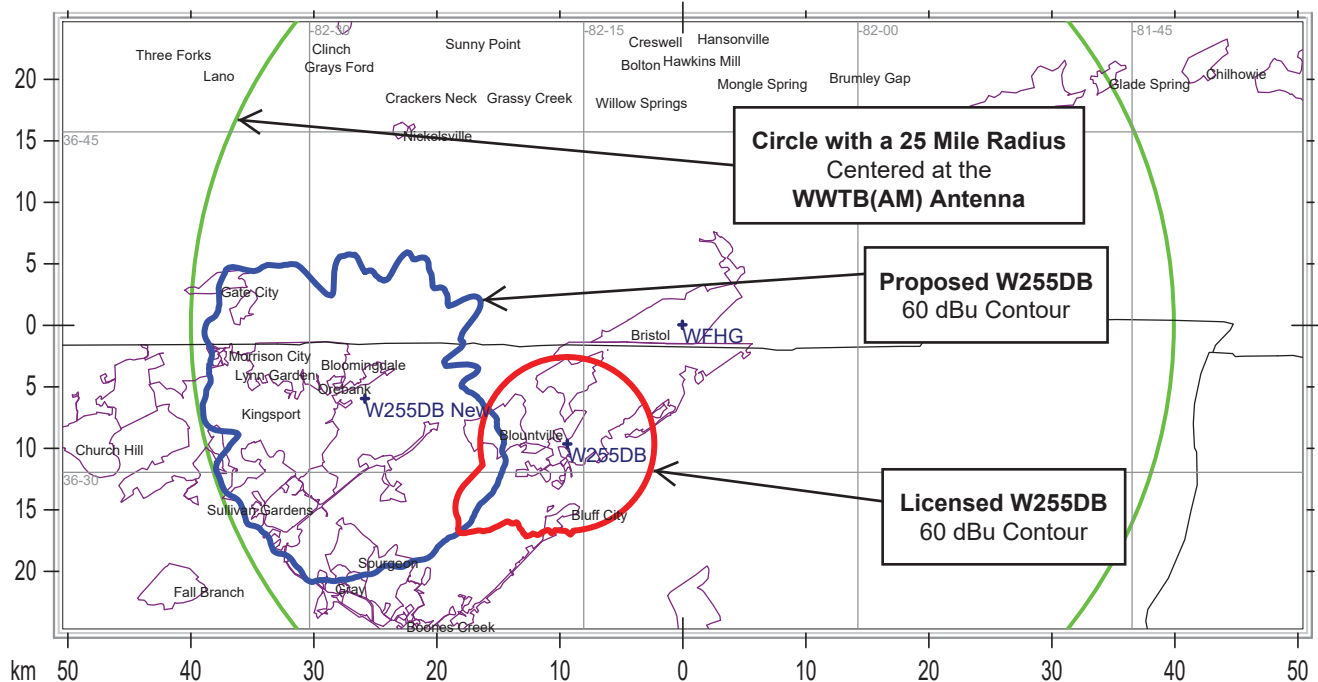 -82-30
-82-15
-82-00
-81-45
Three Forks
Clinch
Sunny Point
Creswell
Hansonville
Lano
Grays Ford
Bolton
Hawkins Mill
Crackers Neck
Grassy Creek
Willow Springs
Mongle Spring
Brumley Gap
Glade Spring
Chilhowie
Nickelsville
36-45
Circle with a 25 Mile Radius
Centered at the
WWTB(AM) Antenna
Proposed W255DB
60 dBu Contour
Gate City
Bristol
WFHG
Morrison City
Lynn Garden
Bloomingdale
Orebank
W255DB New
Kingsport
Church Hill
Blountville
W255DB
36-30
Licensed W255DB
60 dBu Contour
Sullivan Gardens
Bluff City
Spurgeon
Fall Branch
Gray
Boones Creek
20
15
10
5
0
5
10
15
20
km 50 40 30 20 10 0 10 20 30 40 50